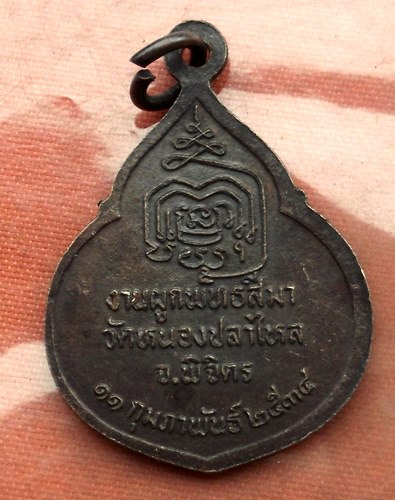 งานผูกพัทธสีมา
วัดหนองปลาไหล
จ.พิจิตร
๑๑ กุมภาพันธ์ ๒๕๓๔